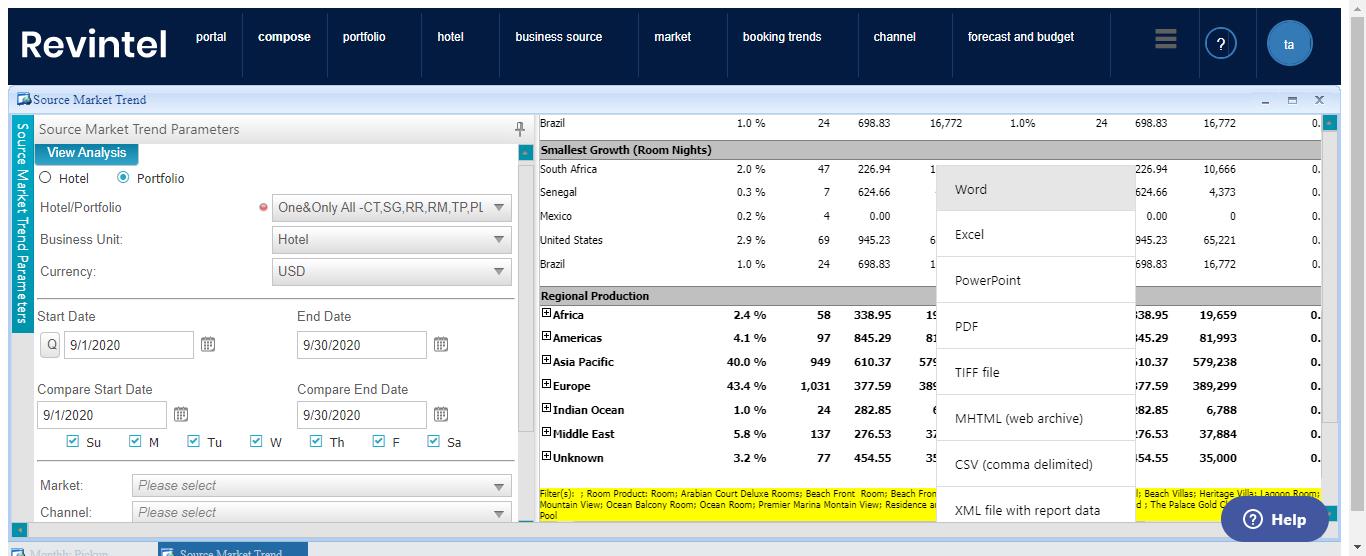 Revintel portal compose portfolio hotel business source market booking trends channel forecast and budget ? ta
Source Market Trend
Source Market Trend Parameters
Source Market Trend Parameters
View Analysis
Hotel Portfolio
Hotel/Portfolio One&Only All -CT,SG,RR,RM,TP,PL
Business Unit: Hotel
Currency: USD
Start Date End Date
Q 9/1/2020 9/30/2020
Compare Start Date Compare End Date
9/1/2020 9/30/2020
Su M Tu W Th F Sa
Market: Please select
Channel: Please select
Brazil 1.0 % 24 698.83 16,772 1.0% 24 698.83 16,772 0.
Smallest Growth (Room Nights)
South Africa 2.0 % 47 226.94 1 226.94 10,666 0.
Senegal 0.3 % 7 624.66 624.66 4,373 0.
Mexico 0.2 % 4 0.00 0.00 0 0.
United States 2.9 % 69 945.23 6 945.23 65,221 0.
Brazil 1.0 % 24 698.83 1 698.83 16,772 0.
Regional Production
Africa 2.4 % 58 338.95 19 338.95 19,659 0.
Americas 4.1 % 97 845.29 81 845.29 81,993 0.
Asia Pacific 40.0 % 949 610.37 579 610.37 579,238 0.
Europe 43.4 % 1,031 377.59 389 377.59 389,299 0.
Indian Ocean 1.0 % 24 282.85 6 282.85 6,788 0.
Middle East 5.8 % 137 276.53 37 276.53 37,884 0.
Unknown 3.2 % 77 454.55 35 454.55 35,000 0.
Filter(s): ; Room Product: Room; Arabian Court Deluxe Rooms; Beach Front Room; Beach Fron l; Beach Villas; Heritage Villa; Lagoon Room;
Mountain View; Ocean Balcony Room; Ocean Room; Premier Marina Montain View; Residence a d ; The Palace Gold Cl
Pool
Word
Excel
PowerPoint
PDF
TIFF file
MHTML (web archive)
CSV (comma delimited)
XML file with report data
? Help
Monthly Pickup Source Market Trend